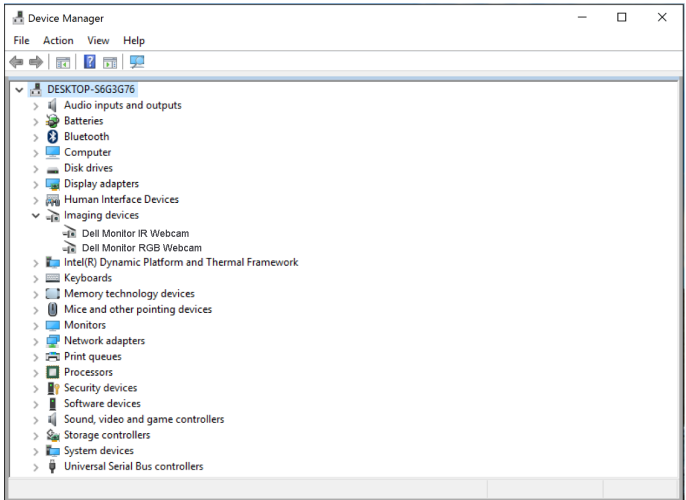 Device Manager
File Action View Help
DESKTOP-S6G3G76
Audio inputs and outputs
Batteries
Bluetooth
Computer
Disk drives
Display adapters
Human Interface Devices
Imaging devices
Dell Monitor IR Webcam
Dell Monitor RGB Webcam
Intel(R) Dynamic Platform and Thermal Framework
Keyboards
Memory technology devices
Mice and other pointing devices
Monitors
Network adapters
Print queues
Processors
Security devices
Software devices
Sound, video and game controllers
Storage controllers
System devices
Universal Serial Bus controllers